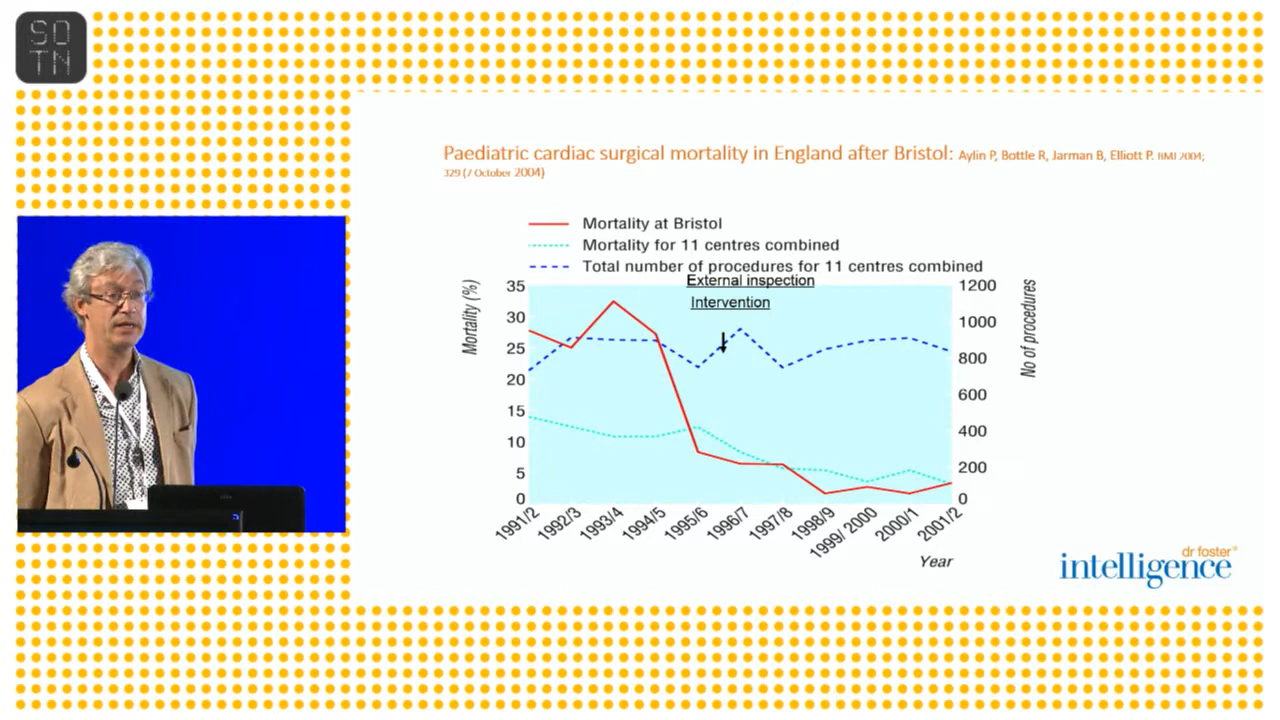 SO
TN
Paediatric cardiac surgical mortality in England after Bristol: Aylin P, Bottle R, Jarman B, Elliott P. BMJ 2004;
329 (7 October 2004)
Mortality at Bristol
Mortality for 11 centres combined
Total number of procedures for 11 centres combined
External inspection
Intervention
Mortality (%)
35
30
25
20
15
10
5
0
1200
1000
800
600
400
200
0
No of procedures
1991/2
1992/3
1993/4
1994/5
1995/6
1996/7
1997/8
1998/9
1999/ 2000
2000/1
2001/2
Year
dr foster®
intelligence